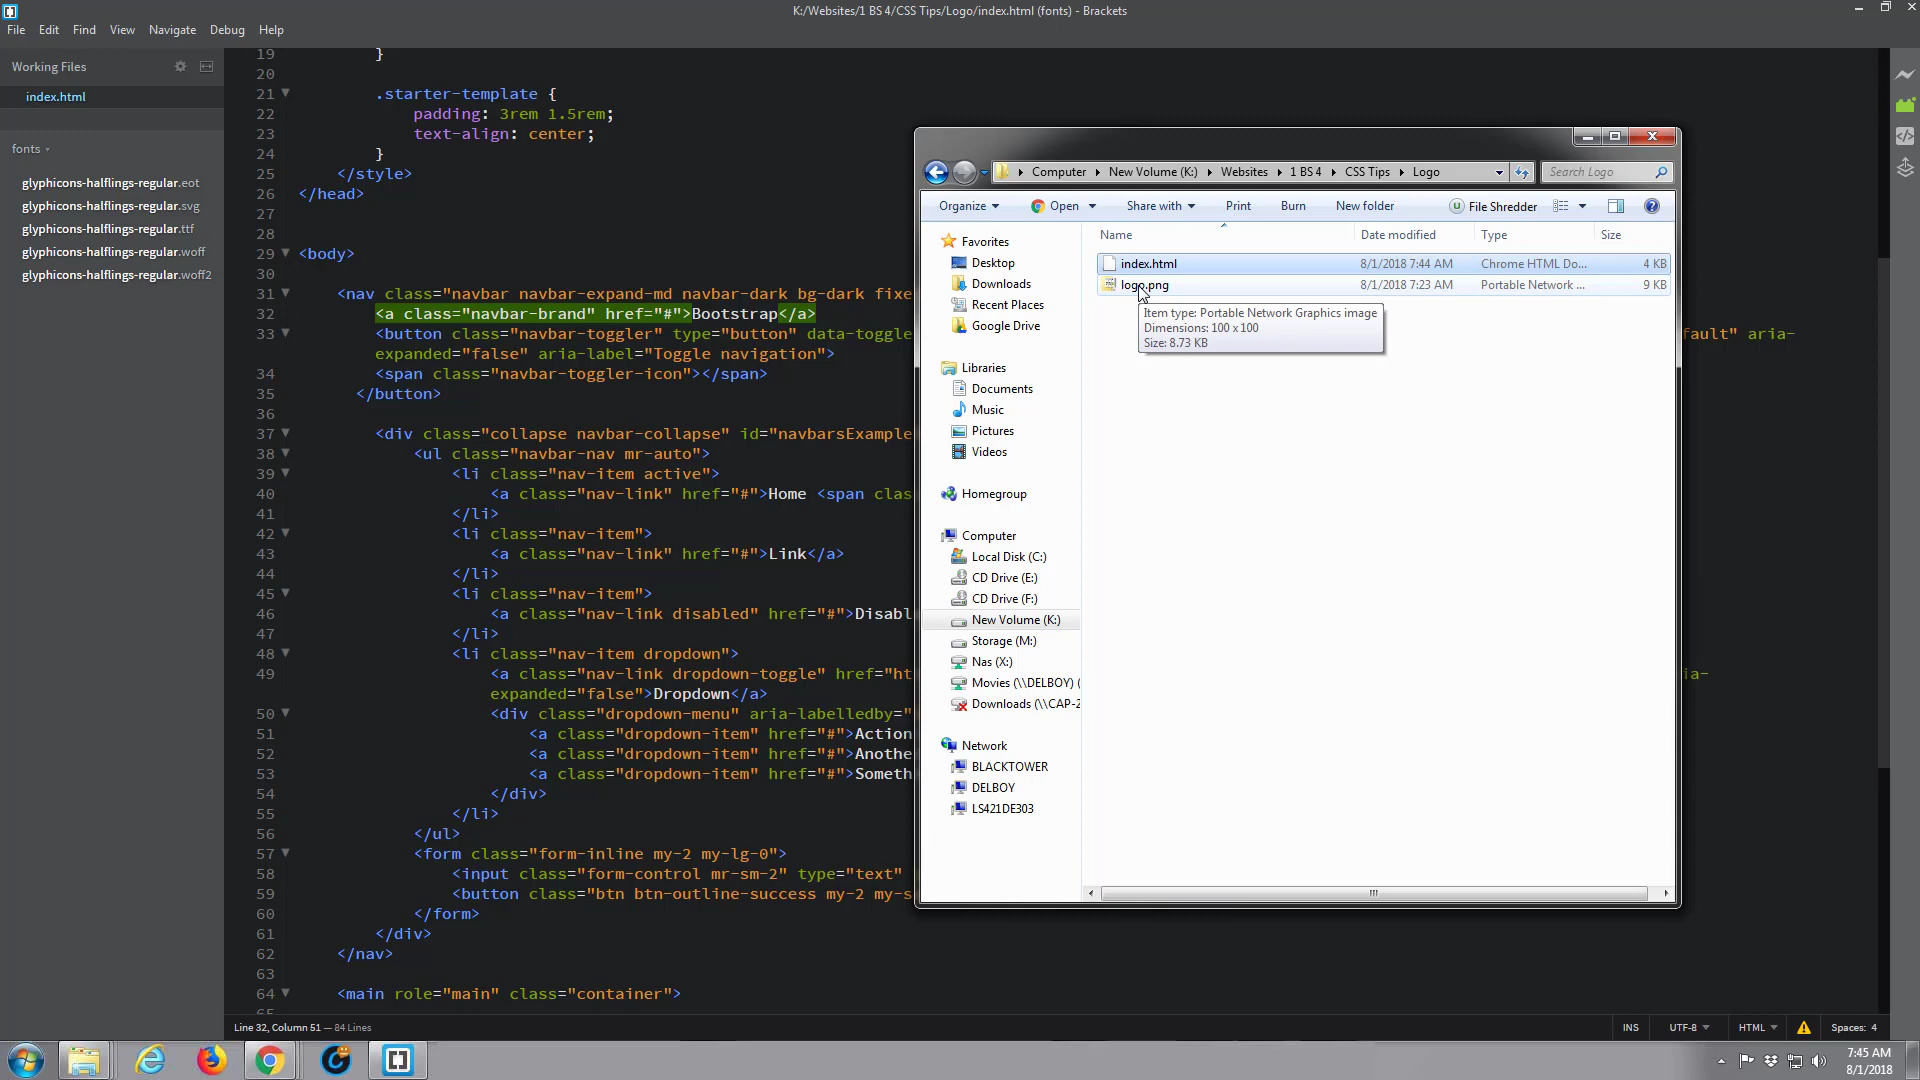 K:/Websites/1 BS 4/CSS Tips/Logo/index.html (fonts) - Brackets
File Edit Find View Navigate Debug Help
Working Files
index.html
fonts
glyphicons-halflings-regular.eot
glyphicons-halflings-regular.svg
glyphicons-halflings-regular.ttf
glyphicons-halflings-regular.woff
glyphicons-halflings-regular.woff2
19 }
20
21 .starter-template {
22 padding: 3rem 1.5rem;
23 text-align: center;
24 }
25 </style>
26 </head>
27
28
29 <body>
30
31 <nav class="navbar navbar-expand-md navbar-dark bg-dark fixe
32 <a class="navbar-brand" href="#">Bootstrap</a>
33 <button class="navbar-toggler" type="button" data-toggle fault" aria-
expanded="false" aria-label="Toggle navigation">
34 <span class="navbar-toggler-icon"></span>
35 </button>
36
37 <div class="collapse navbar-collapse" id="navbarsExample
38 <ul class="navbar-nav mr-auto">
39 <li class="nav-item active">
40 <a class="nav-link" href="#">Home <span clas
41 </li>
42 <li class="nav-item">
43 <a class="nav-link" href="#">Link</a>
44 </li>
45 <li class="nav-item">
46 <a class="nav-link disabled" href="#">Disabl
47 </li>
48 <li class="nav-item dropdown">
49 <a class="nav-link dropdown-toggle" href="ht ia-
expanded="false">Dropdown</a>
50 <div class="dropdown-menu" aria-labelledby="
51 <a class="dropdown-item" href="#">Action
52 <a class="dropdown-item" href="#">Anothe
53 <a class="dropdown-item" href="#">Someth
54 </div>
55 </li>
56 </ul>
57 <form class="form-inline my-2 my-lg-0">
58 <input class="form-control mr-sm-2" type="text"
59 <button class="btn btn-outline-success my-2 my-s
60 </form>
61 </div>
62 </nav>
63
64 <main role="main" class="container">
65
Computer New Volume (K:) Websites 1 BS 4 CSS Tips Logo Search Logo
Organize Open Share with Print Burn New folder File Shredder
Name Date modified Type Size
index.html 8/1/2018 7:44 AM Chrome HTML Do... 4 KB
logo.png 8/1/2018 7:23 AM Portable Network ... 9 KB
Item type: Portable Network Graphics image
Dimensions: 100 x 100
Size: 8.73 KB
Favorites
Desktop
Downloads
Recent Places
Google Drive
Libraries
Documents
Music
Pictures
Videos
Homegroup
Computer
Local Disk (C:)
CD Drive (E:)
CD Drive (F:)
New Volume (K:)
Storage (M:)
Nas (X:)
Movies (\\DELBOY) (
Downloads (\\CAP-2
Network
BLACKTOWER
DELBOY
LS421DE303
Line 32, Column 51 — 84 Lines
INS UTF-8 HTML Spaces: 4
7:45 AM
8/1/2018